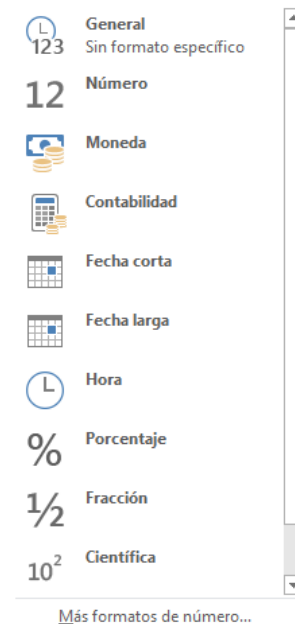 123
General
Sin formato específico
12
Número
Moneda
Contabilidad
Fecha corta
Fecha larga
Hora
%
Porcentaje
½
Fracción
10²
Científica
Más formatos de número...